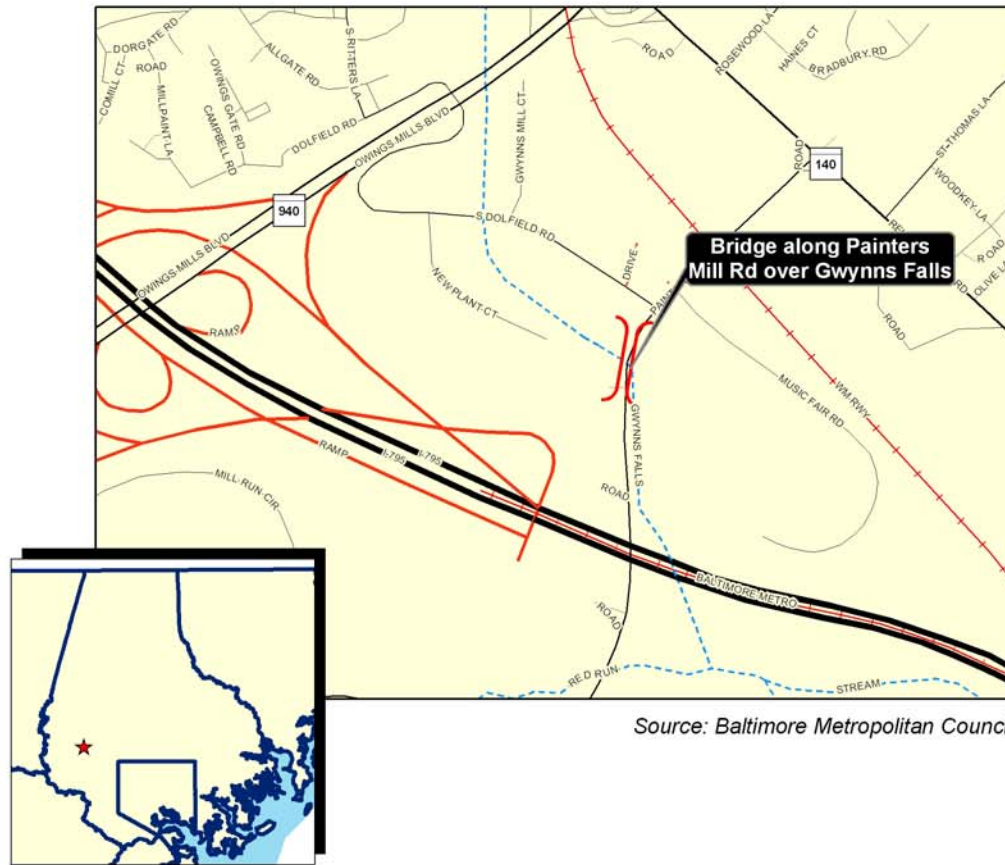 DORGATE RD
ROAD
COMILL CT
MILLPAINT LA
OWINGS GATE RD
CAMPBELL RD
ALLGATE RD
S RITTERS LA
DOLFIELD RD
OWINGS MILLS BLVD
940
OWINGS MILLS BLVD
GWYNNS MILL CT
S DOLFIELD RD
NEW PLANT CT
ROAD
ROSEWOOD LA
HAINES CT
BRADBURY RD
ROAD
140
ST THOMAS LA
WOODKEY LA
ROAD
OLIVE LA
RD
ROAD
DRIVE
Bridge along Painters
Mill Rd over Gwynns Falls
MUSIC FAIR RD
WM RWY
RAMP
RAMP
I-795
I-795
MILL RUN CIR
GWYNNS FALLS
ROAD
BALTIMORE METRO
ROAD
RED RUN
STREAM
Source: Baltimore Metropolitan Counci